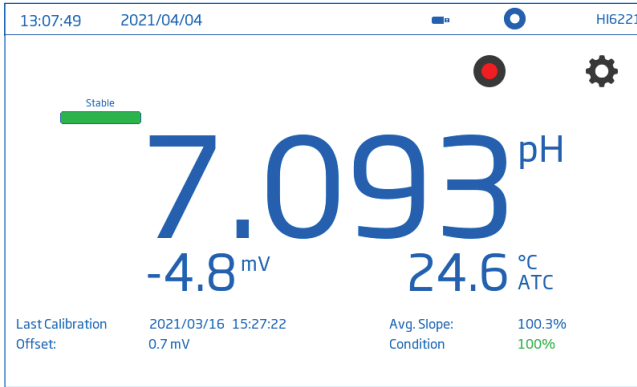 13:07:49 2021/04/04 HI6221
Stable
7.093 pH
-4.8 mV 24.6 °C ATC
Last Calibration 2021/03/16 15:27:22 Avg. Slope: 100.3%
Offset: 0.7 mV Condition 100%